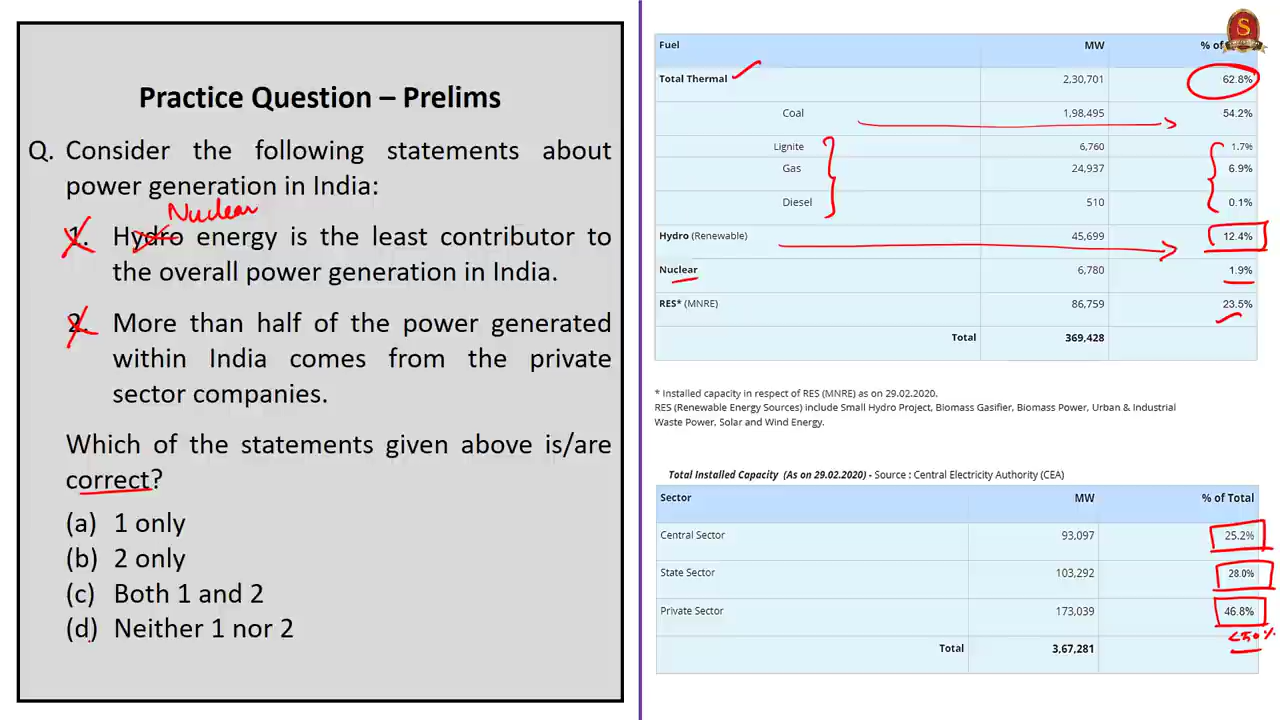 Practice Question – Prelims
Q. Consider the following statements about
power generation in India:
Nuclear
1. Hydro energy is the least contributor to
the overall power generation in India.
2. More than half of the power generated
within India comes from the private
sector companies.
Which of the statements given above is/are
correct?
(a) 1 only
(b) 2 only
(c) Both 1 and 2
(d) Neither 1 nor 2
S
Fuel MW % of
Total Thermal 2,30,701 62.8%
Coal 1,98,495 54.2%
Lignite 6,760 1.7%
Gas 24,937 6.9%
Diesel 510 0.1%
Hydro (Renewable) 45,699 12.4%
Nuclear 6,780 1.9%
RES* (MNRE) 86,759 23.5%
Total 369,428
* Installed capacity in respect of RES (MNRE) as on 29.02.2020.
RES (Renewable Energy Sources) include Small Hydro Project, Biomass Gasifier, Biomass Power, Urban & Industrial
Waste Power, Solar and Wind Energy.
Total Installed Capacity (As on 29.02.2020) - Source : Central Electricity Authority (CEA)
Sector MW % of Total
Central Sector 93,097 25.2%
State Sector 103,292 28.0%
Private Sector 173,039 46.8%
<50%
Total 3,67,281